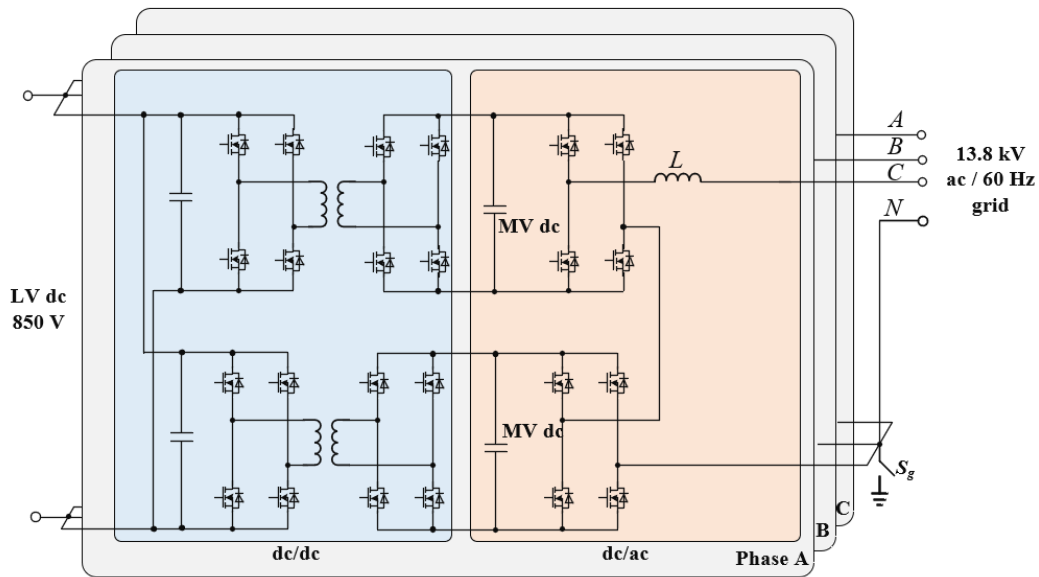 A
B
C
N
13.8 kV
ac / 60 Hz
grid
L
MV dc
LV dc
850 V
MV dc
S_g
dc/dc
dc/ac
Phase A
B
C